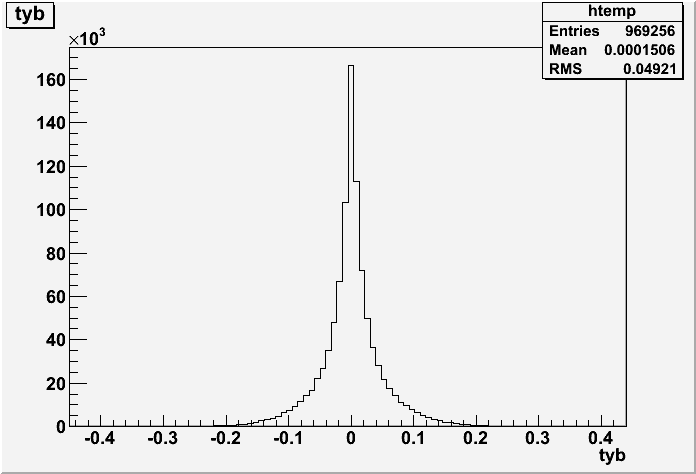 tyb
htemp
Entries 969256
Mean 0.0001506
RMS 0.04921
×10³
160
140
120
100
80
60
40
20
0
-0.4 -0.3 -0.2 -0.1 0 0.1 0.2 0.3 0.4
tyb